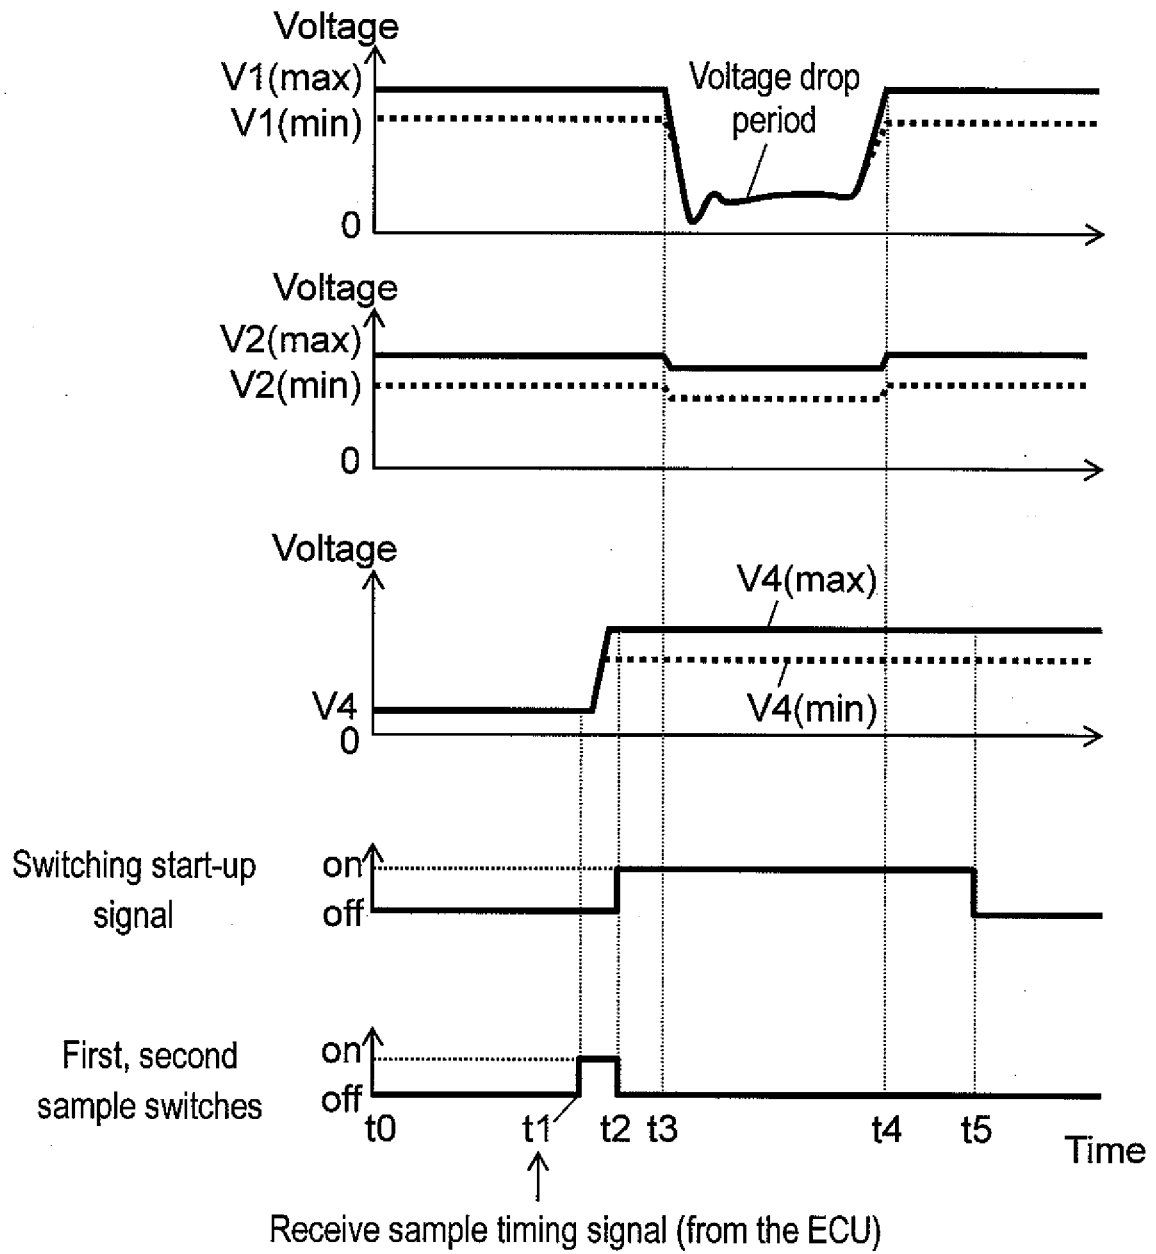 Voltage
V1(max)
V1(min)
Voltage drop
period
0
Voltage
V2(max)
V2(min)
0
Voltage
V4(max)
V4
V4(min)
0
Switching start-up
signal
on
off
First, second
sample switches
on
off
t0
t1
t2
t3
t4
t5
Time
Receive sample timing signal (from the ECU)